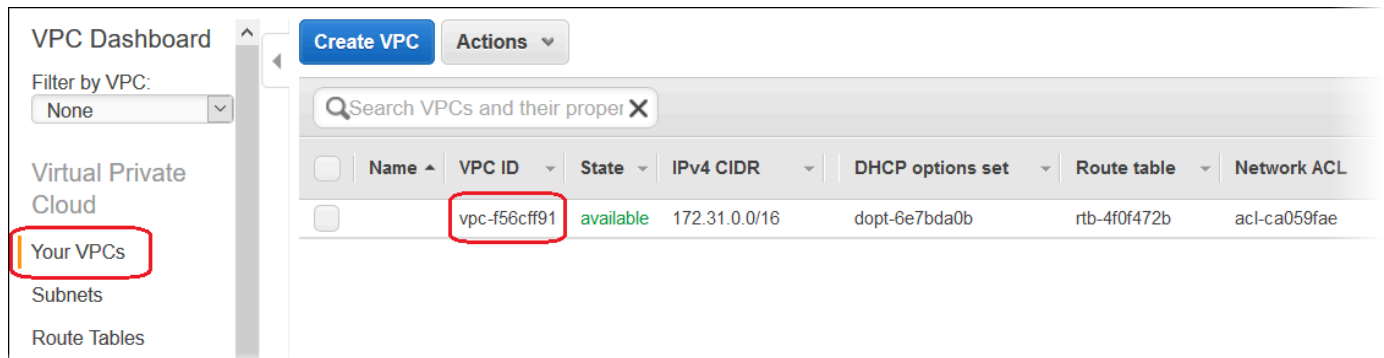 VPC Dashboard
Filter by VPC:
None
Virtual Private
Cloud
Your VPCs
Subnets
Route Tables
Create VPC Actions
Search VPCs and their proper
Name VPC ID State IPv4 CIDR DHCP options set Route table Network ACL
vpc-f56cff91 available 172.31.0.0/16 dopt-6e7bda0b rtb-4f0f472b acl-ca059fae